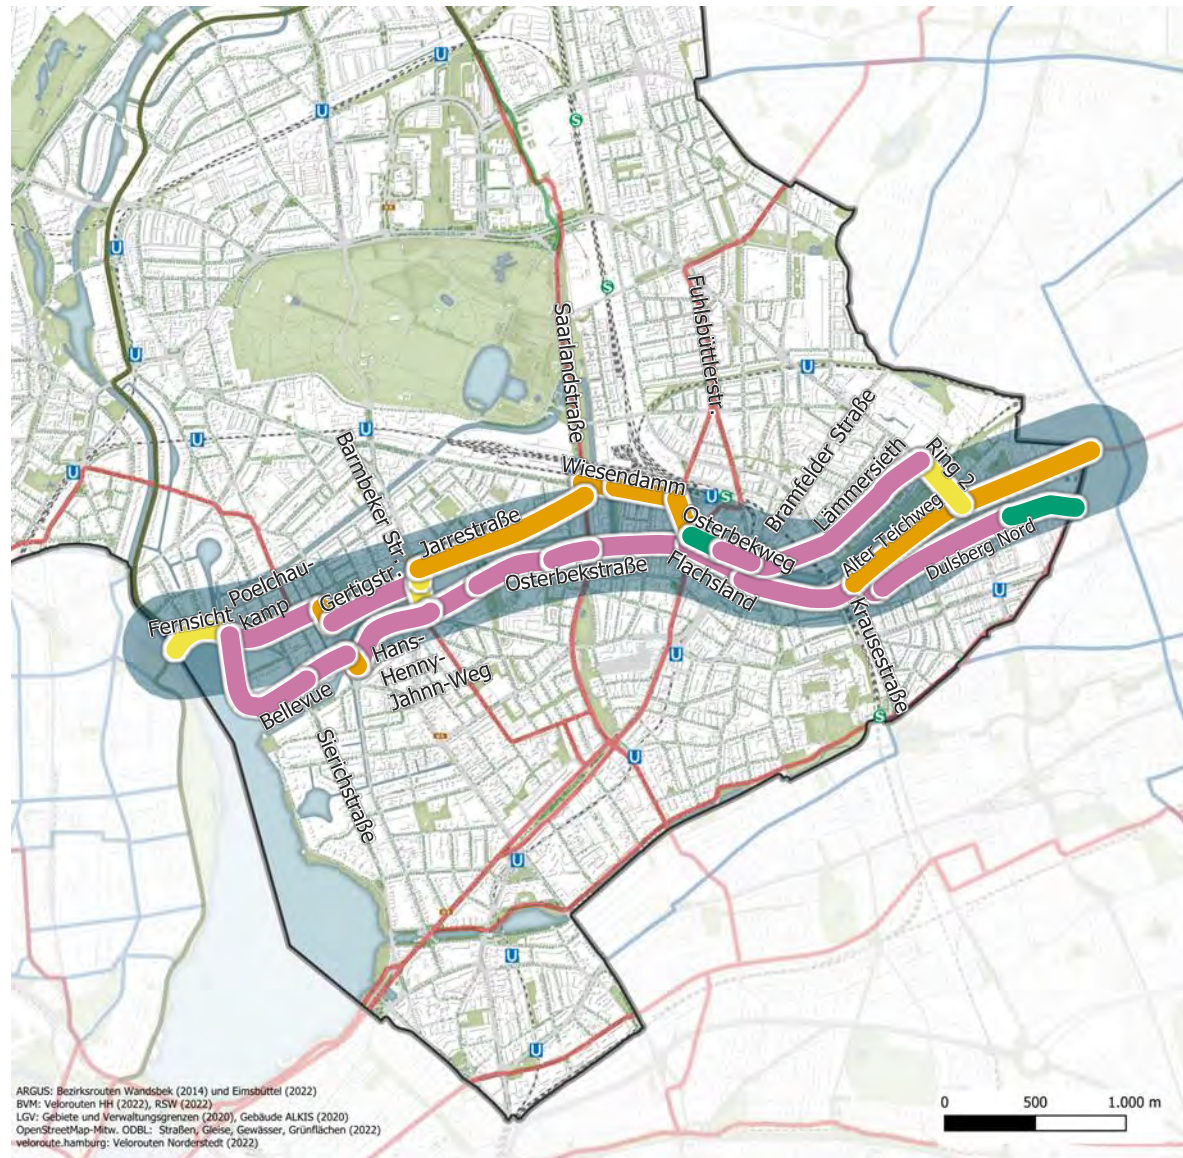 U
U
S
U
S
U
U
U
U
U
Saarlandstraße
Fuhlsbüttlerstr.
Barmbeker Str.
Wiesendamm
U
S
Bramfelder Straße
Lämmersieth
Ring 2
Jarrestraße
Osterbekweg
Alter Teichweg
Dulsberg Nord
Flachsland
Osterbekstraße
Gertigstr.
Poelchau-
kamp
Fernsicht
Hans-
Henny-
Jahnn-Weg
Bellevue
Krausestraße
U
U
S
U
Sierichstraße
U
U
U
ARGUS: Bezirksrouten Wandsbek (2014) und Eimsbüttel (2022)
BVM: Velorouten HH (2022), RSW (2022)
LGV: Gebiete und Verwaltungsgrenzen (2020), Gebäude ALKIS (2020)
OpenStreetMap-Mitw. ODBL: Straßen, Gleise, Gewässer, Grünflächen (2022)
veloroute.hamburg: Velorouten Norderstedt (2022)
0 500 1.000 m